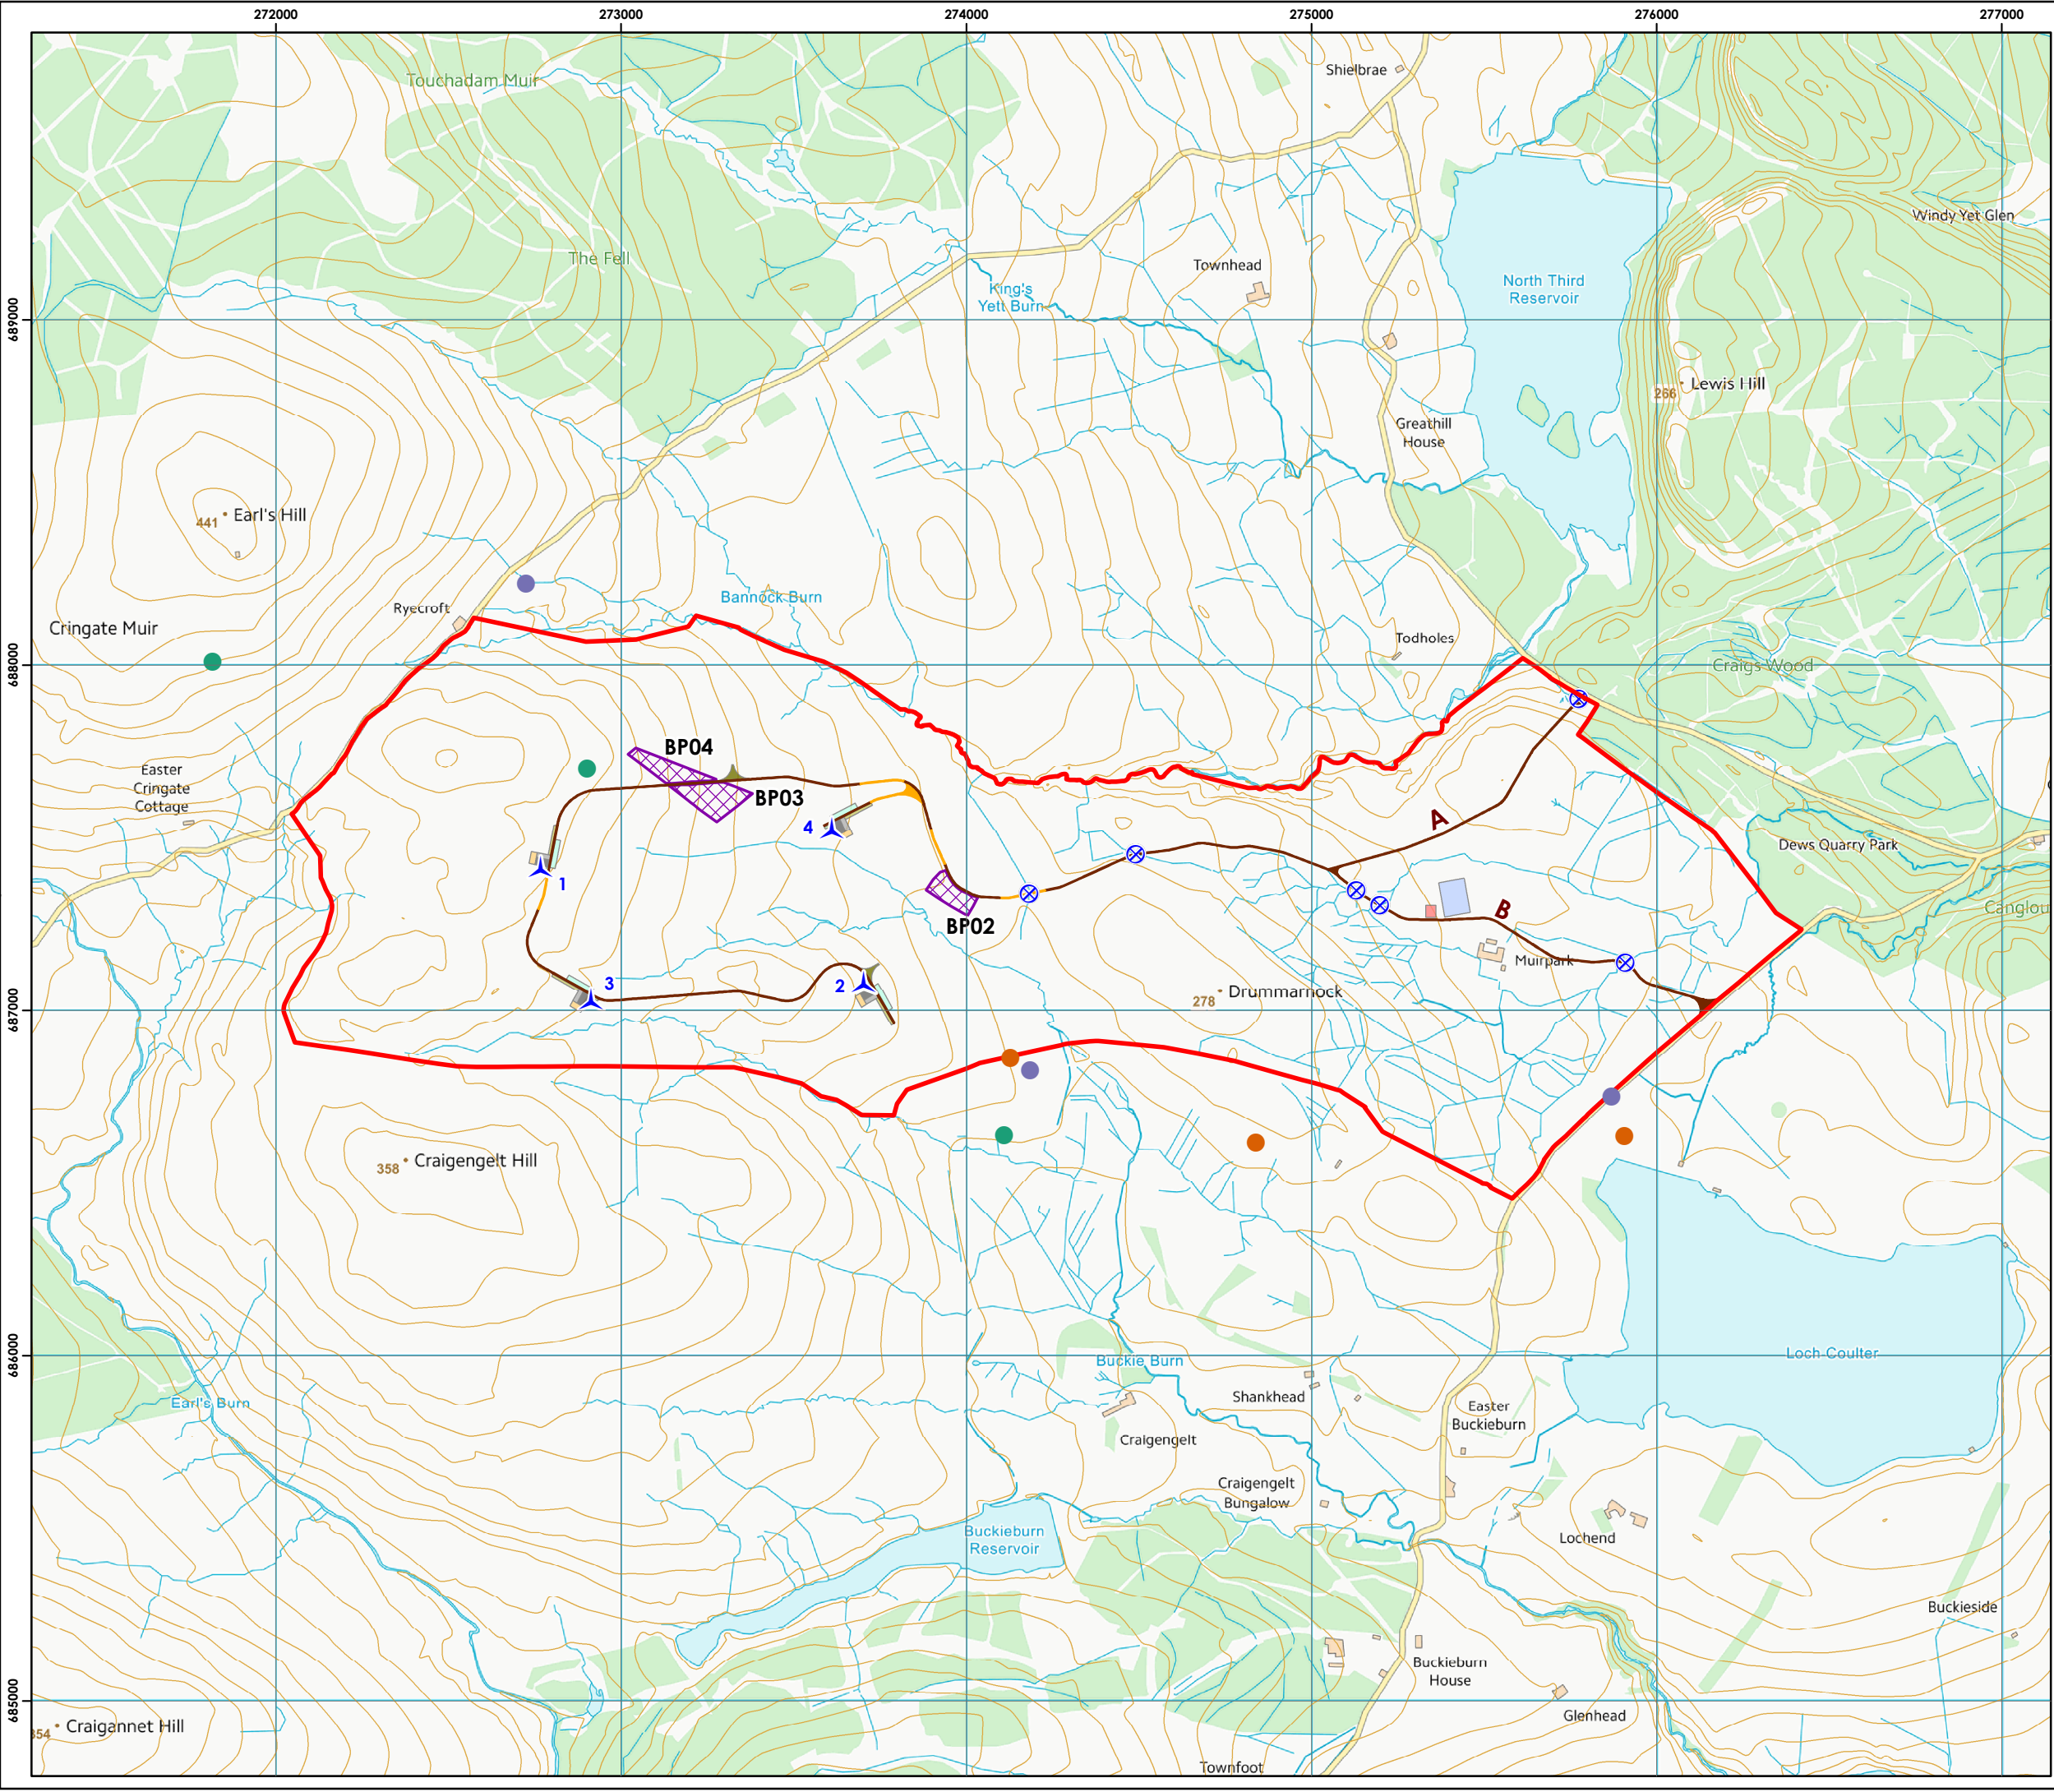 272000 273000 274000 275000 276000 277000
Shielbrae
Touchadam Muir
Windy Yet Glen
The Fell
Townhead
King's
Yett Burn
North Third
Reservoir
689000
266 Lewis Hill
Greathill
House
441 Earl's Hill
Bannock Burn
Ryecroft
Cringate Muir
Todholes
Craigs Wood
688000
BP04
Easter
Cringate
Cottage
BP03
4
A
Dews Quarry Park
1
B
Canglou
BP02
Muirpark
3
2
278 Drummarnock
687000
358 Craigengelt Hill
686000
Buckie Burn
Loch Coulter
Earl's Burn
Shankhead
Easter
Buckieburn
Craigengelt
Craigengelt
Bungalow
Buckieburn
Reservoir
Lochend
Buckieside
Buckieburn
House
685000
Glenhead
354 Craigannet Hill
Townfoot